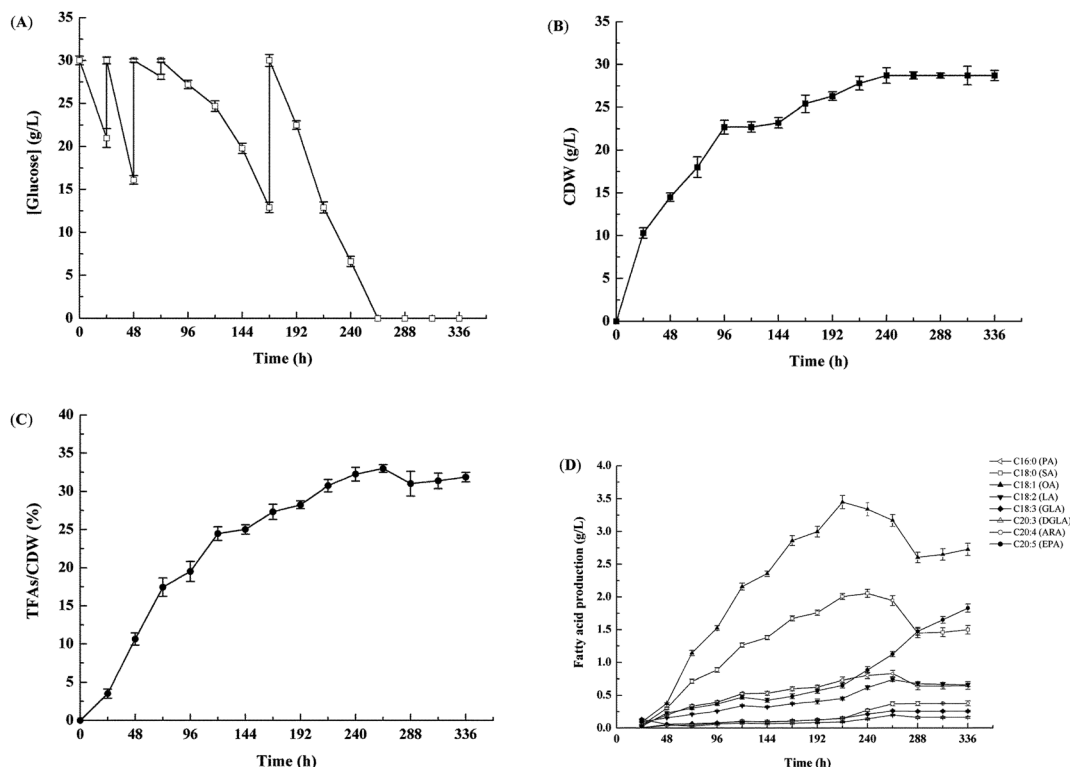 (A)
35
30
25
20
15
10
5
0
[Glucose] (g/L)
0 48 96 144 192 240 288 336
Time (h)
(B)
35
30
25
20
15
10
5
0
CDW (g/L)
0 48 96 144 192 240 288 336
Time (h)
(C)
40
35
30
25
20
15
10
5
0
TFAs/CDW (%)
0 48 96 144 192 240 288 336
Time (h)
(D)
4.0
3.5
3.0
2.5
2.0
1.5
1.0
0.5
0.0
Fatty acid production (g/L)
0 48 96 144 192 240 288 336
Time (h)
C16:0 (PA)
C18:0 (SA)
C18:1 (OA)
C18:2 (LA)
C18:3 (GLA)
C20:3 (DGLA)
C20:4 (ARA)
C20:5 (EPA)